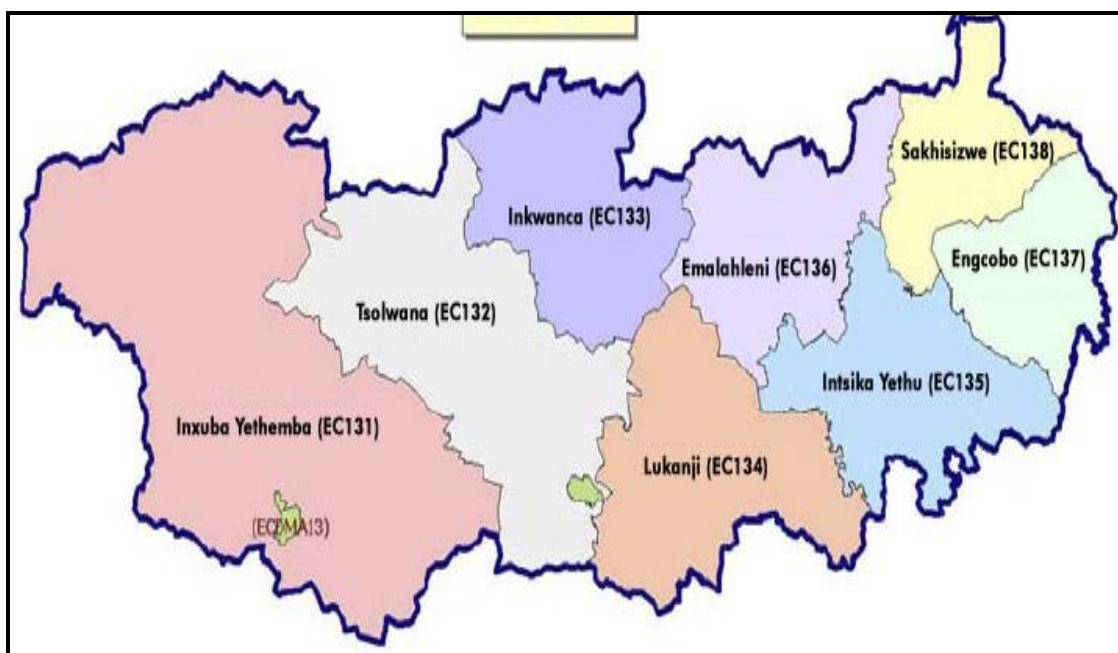 Sakhisizwe (EC138)
Inkwanca (EC133)
Engcobo (EC137)
Emalahleni (EC136)
Tsolwana (EC132)
Intsika Yethu (EC135)
Inxuba Yethemba (EC131)
Lukanji (EC134)
(ECDMA13)